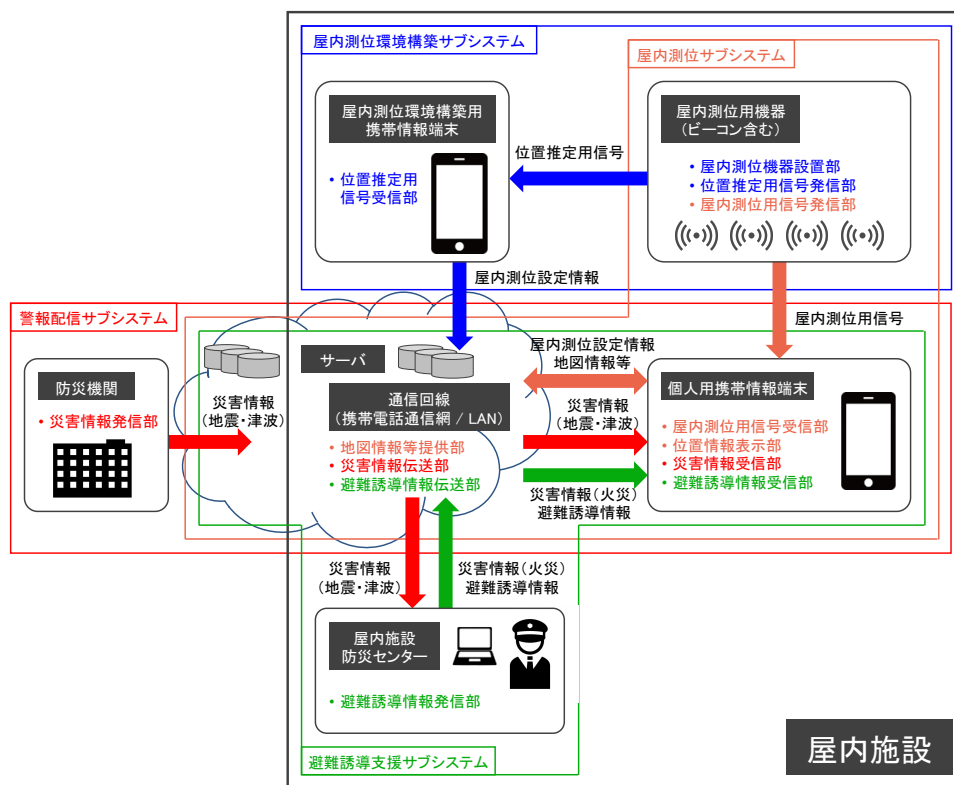 屋内測位環境構築サブシステム
屋内測位サブシステム
屋内測位環境構築用
携帯情報端末
・位置推定用
信号受信部
位置推定用信号
屋内測位用機器
(ビーコン含む)
・屋内測位機器設置部
・位置推定用信号発信部
・屋内測位用信号発信部
屋内測位設定情報
屋内測位用信号
警報配信サブシステム
防災機関
・災害情報発信部
災害情報
(地震・津波)
サーバ
通信回線
(携帯電話通信網 / LAN)
・地図情報等提供部
・災害情報伝送部
・避難誘導情報伝送部
屋内測位設定情報
地図情報等
災害情報
(地震・津波)
災害情報(火災)
避難誘導情報
個人用携帯情報端末
・屋内測位用信号受信部
・位置情報表示部
・災害情報受信部
・避難誘導情報受信部
災害情報
(地震・津波)
災害情報(火災)
避難誘導情報
屋内施設
防災センター
・避難誘導情報発信部
避難誘導支援サブシステム
屋内施設